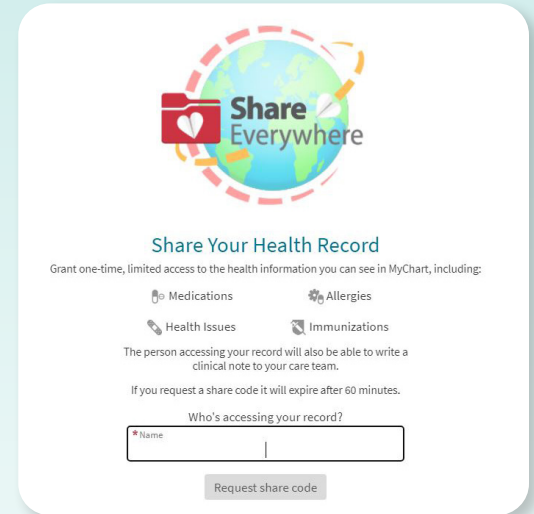 Share
Everywhere
Share Your Health Record
Grant one-time, limited access to the health information you can see in MyChart, including:
Medications Allergies
Health Issues Immunizations
The person accessing your record will also be able to write a
clinical note to your care team.
If you request a share code it will expire after 60 minutes.
Who's accessing your record?
*Name
Request share code